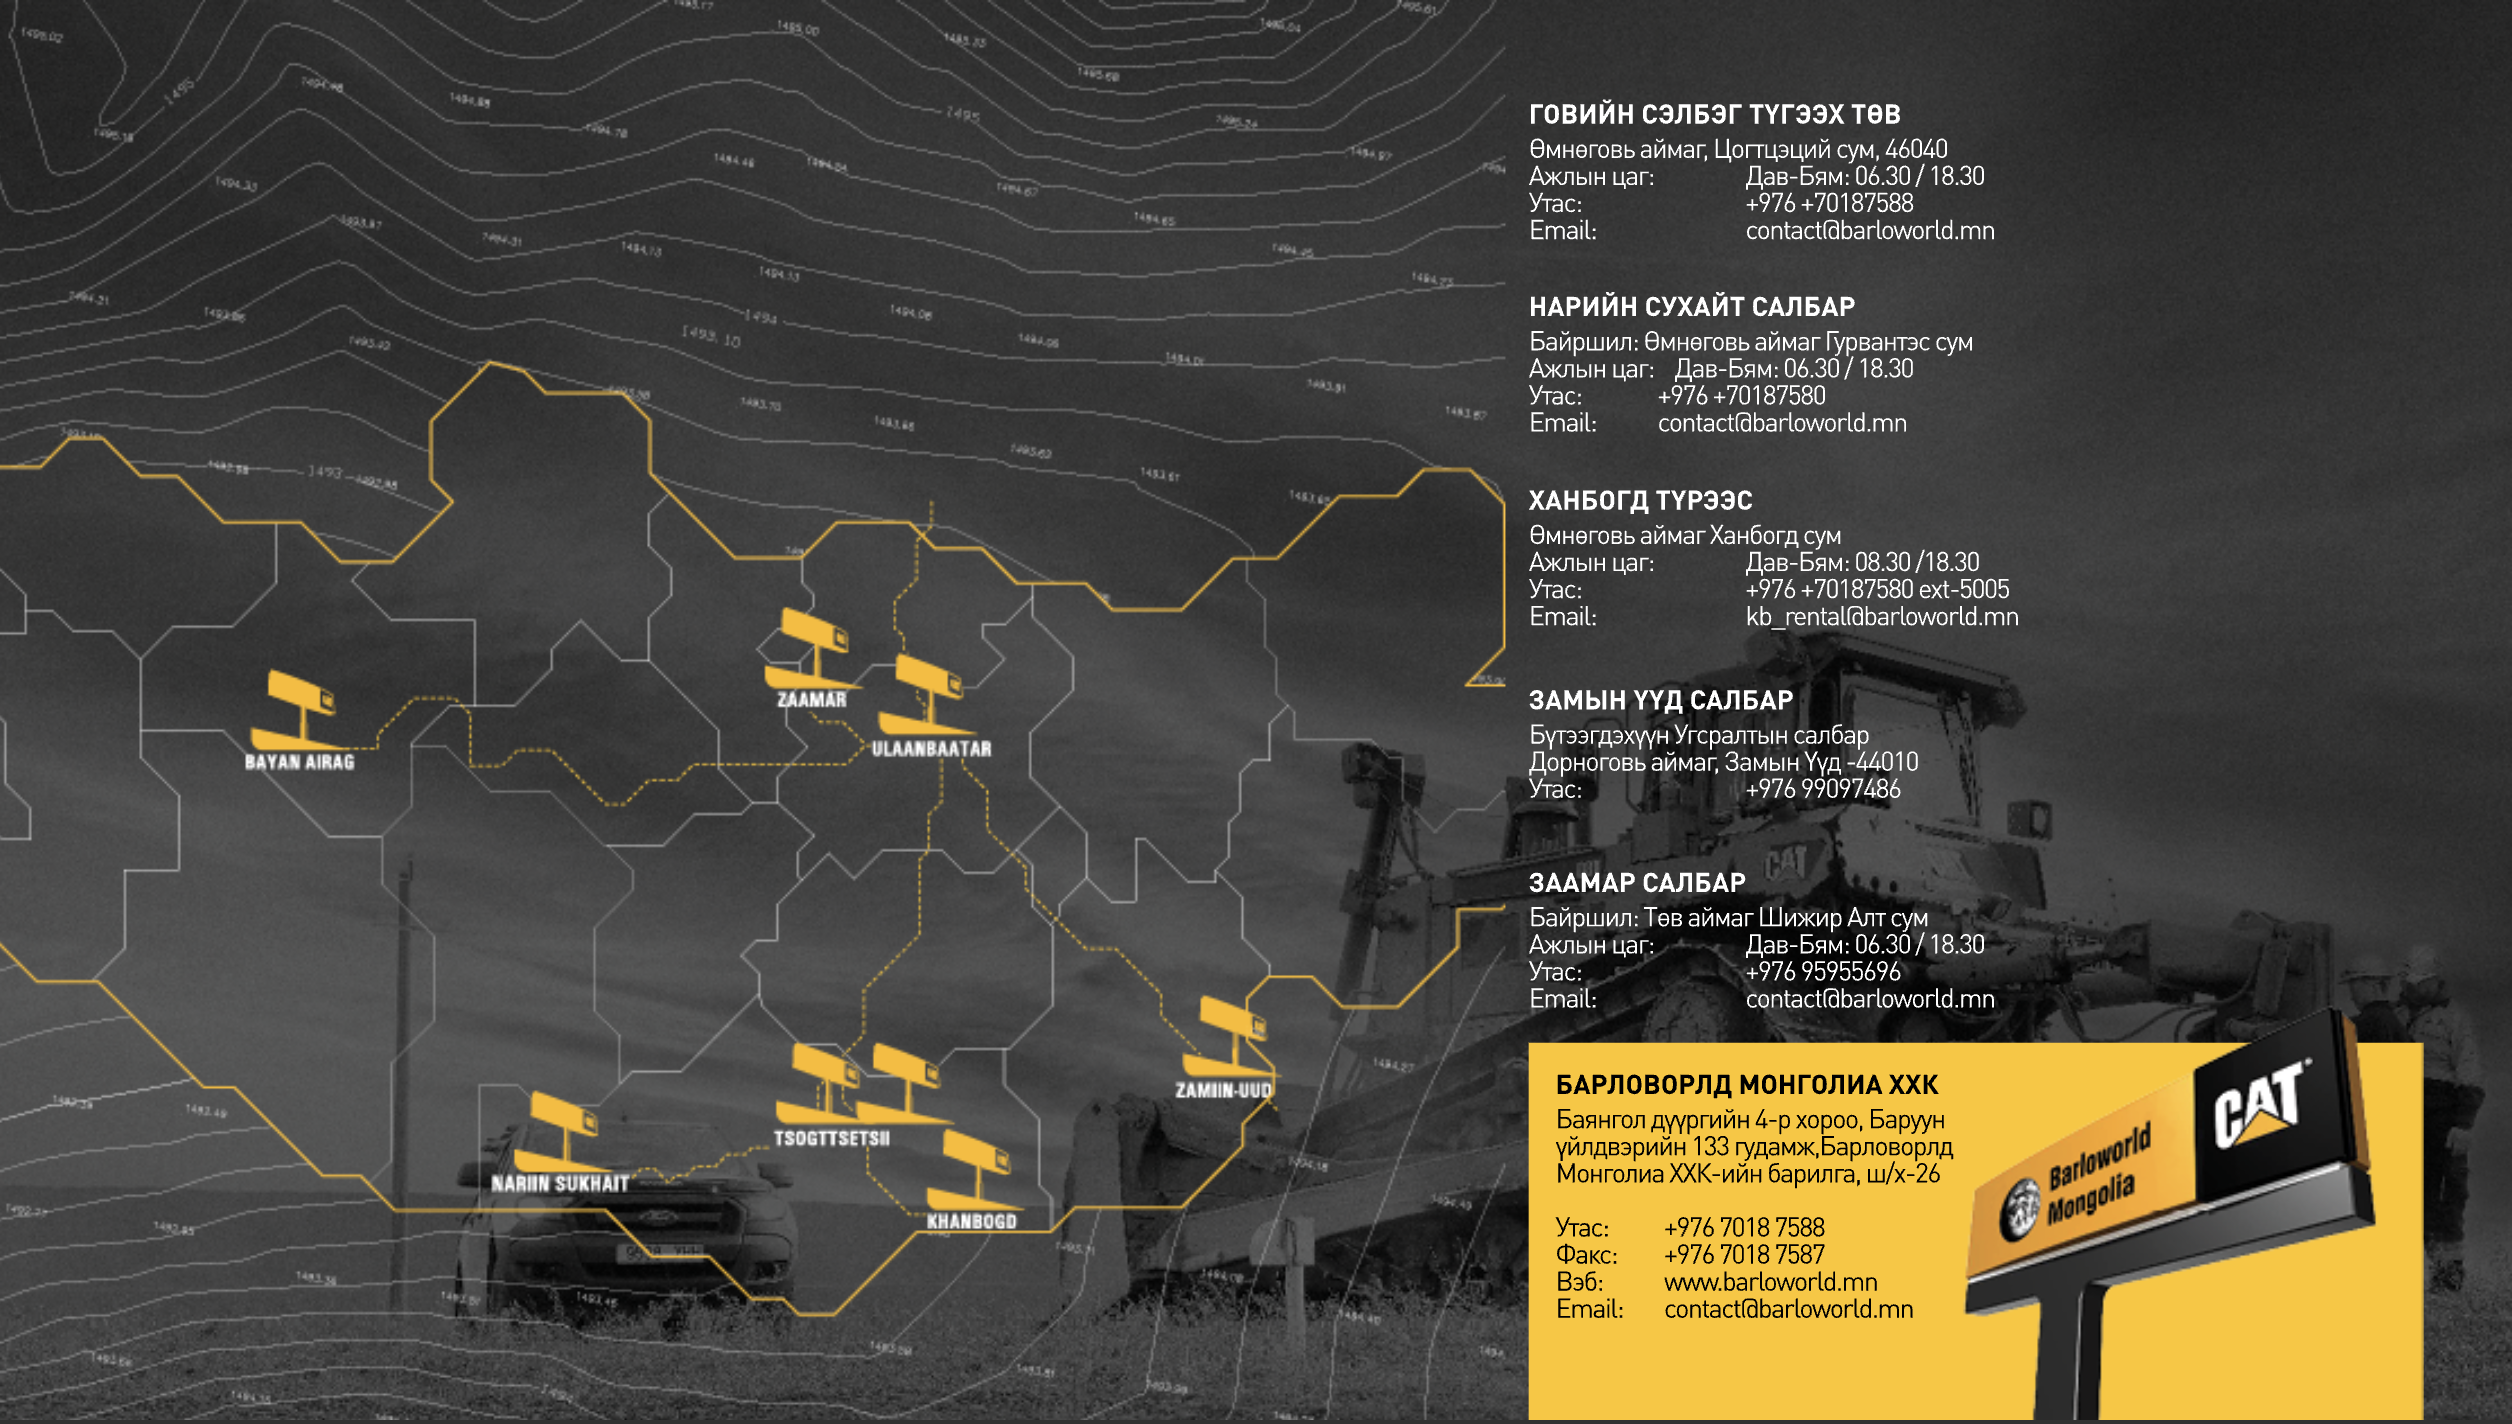 ГОВИЙН СЭЛБЭГ ТҮГЭЭХ ТӨВ
Өмнөговь аймаг, Цогтцэций сум, 46040
Ажлын цаг: Дав-Бям: 06.30 / 18.30
Утас: +976 +70187588
Email: contact@barloworld.mn
НАРИЙН СУХАЙТ САЛБАР
Байршил: Өмнөговь аймаг Гурвантэс сум
Ажлын цаг: Дав-Бям: 06.30 / 18.30
Утас: +976 +70187580
Email: contact@barloworld.mn
ХАНБОГД ТҮРЭЭС
Өмнөговь аймаг Ханбогд сум
Ажлын цаг: Дав-Бям: 08.30 /18.30
Утас: +976 +70187580 ext-5005
Email: kb_rental@barloworld.mn
ЗАМЫН ҮҮД САЛБАР
Бүтээгдэхүүн Угсралтын салбар
Дорноговь аймаг, Замын Үүд -44010
Утас: +976 99097486
ЗААМАР САЛБАР
Байршил: Төв аймаг Шижир Алт сум
Ажлын цаг: Дав-Бям: 06.30 / 18.30
Утас: +976 95955696
Email: contact@barloworld.mn
БАРЛОВОРЛД МОНГОЛИА ХХК
Баянгол дүүргийн 4-р хороо, Баруун
үйлдвэрийн 133 гудамж,Барловорлд
Монголиа ХХК-ийн барилга, ш/х-26
Утас: +976 7018 7588
Факс: +976 7018 7587
Вэб: www.barloworld.mn
Email: contact@barloworld.mn
Barloworld
Mongolia
CAT
CAT
ZAAMAR
ULAANBAATAR
BAYAN AIRAG
ZAMIIN-UUD
TSOGTTSETSII
NARIIN SUKHAIT
KHANBOGD
1495
1495
1494
1493.10
1493
1494